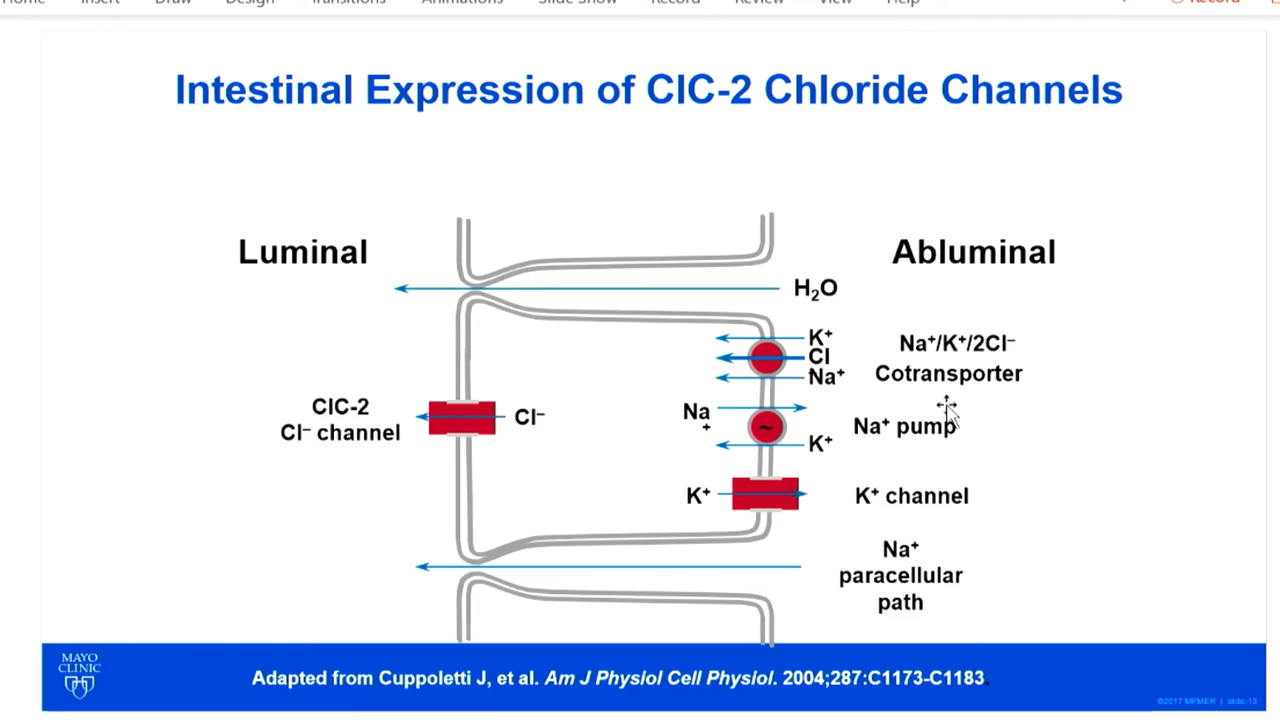 Home Insert Draw Design Transitions Animations Slide Show Record Review View Help Record
Intestinal Expression of ClC-2 Chloride Channels
Luminal
Abluminal
H₂O
K⁺
Cl
Na⁺
Na⁺/K⁺/2Cl⁻
Cotransporter
ClC-2
Cl⁻ channel
Cl⁻
Na
+
~
K⁺
Na⁺ pump
K⁺
K⁺ channel
Na⁺
paracellular
path
MAYO
CLINIC
Adapted from Cuppoletti J, et al. Am J Physiol Cell Physiol. 2004;287:C1173-C1183.
©2017 MFMER | slide-13